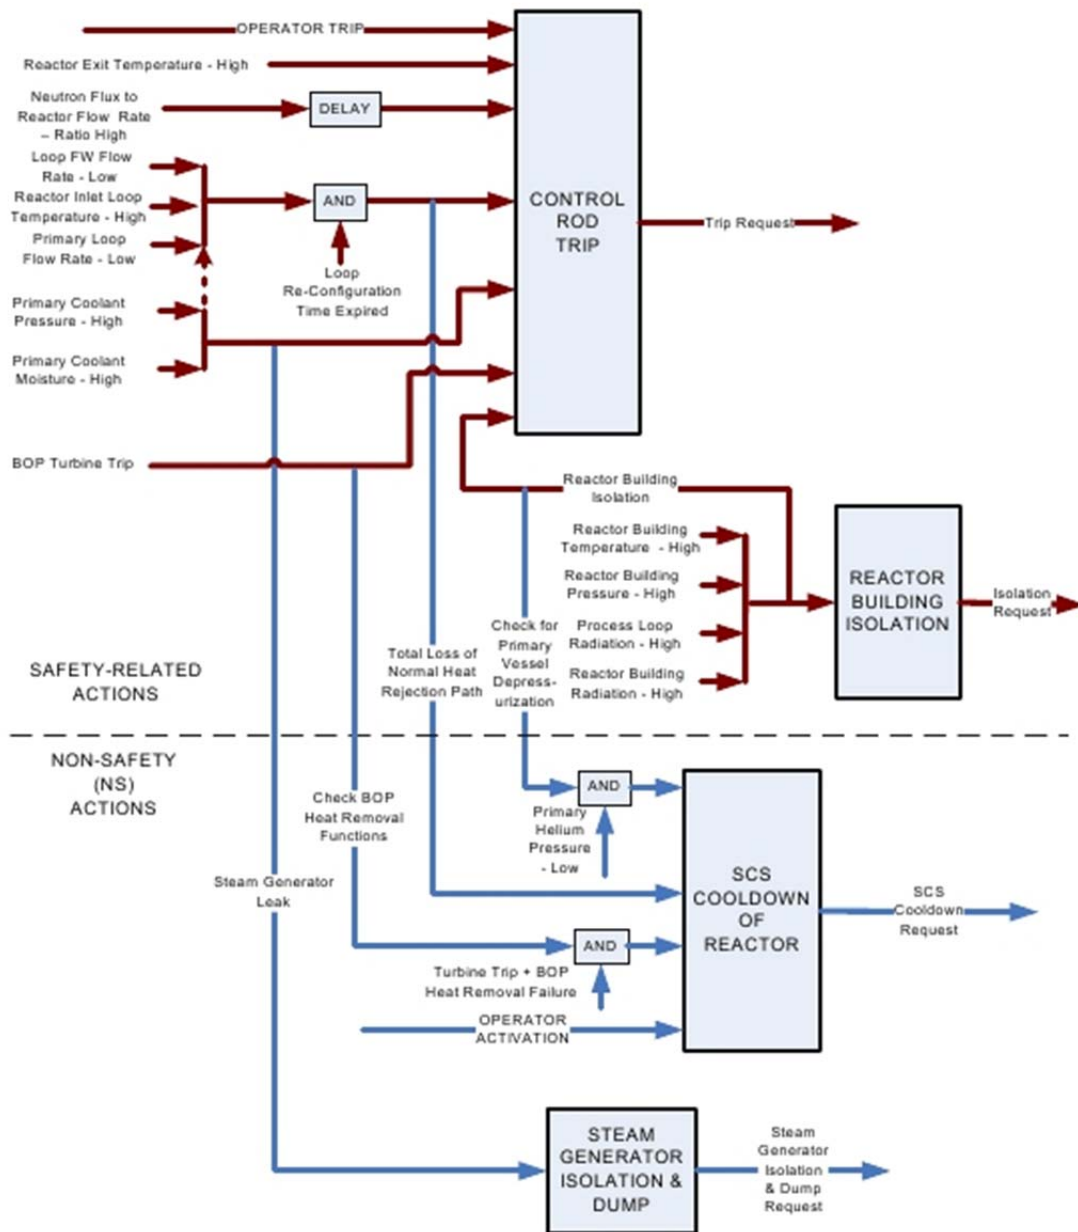 OPERATOR TRIP
Reactor Exit Temperature - High
Neutron Flux to
Reactor Flow Rate
– Ratio High
DELAY
Loop FW Flow
Rate - Low
Reactor Inlet Loop
Temperature - High
Primary Loop
Flow Rate - Low
AND
Loop
Re-Configuration
Time Expired
Primary Coolant
Pressure - High
Primary Coolant
Moisture - High
BOP Turbine Trip
CONTROL
ROD
TRIP
Trip Request
Reactor Building
Isolation
Reactor Building
Temperature - High
Reactor Building
Pressure - High
Process Loop
Radiation - High
Reactor Building
Radiation - High
REACTOR
BUILDING
ISOLATION
Isolation
Request
Check for
Primary
Vessel
Depress-
urization
Total Loss of
Normal Heat
Rejection Path
SAFETY-RELATED
ACTIONS
NON-SAFETY
(NS)
ACTIONS
Check BOP
Heat Removal
Functions
Steam Generator
Leak
AND
Primary
Helium
Pressure
- Low
AND
Turbine Trip + BOP
Heat Removal Failure
OPERATOR
ACTIVATION
SCS
COOLDOWN
OF
REACTOR
SCS
Cooldown
Request
STEAM
GENERATOR
ISOLATION &
DUMP
Steam
Generator
Isolation
& Dump
Request